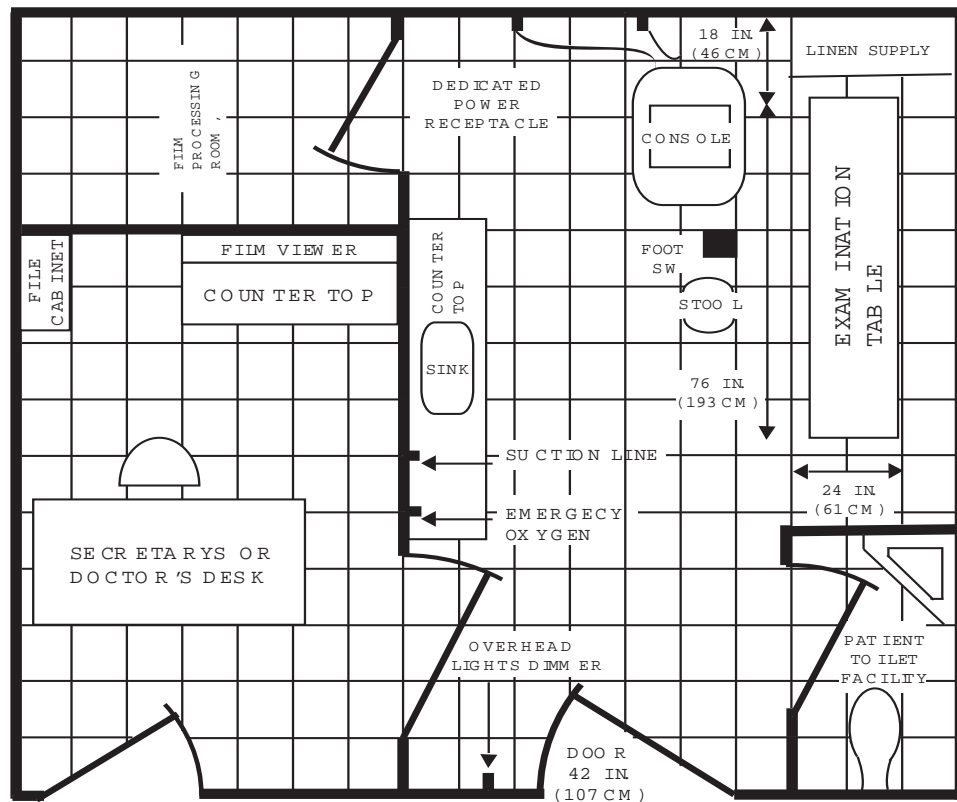 18 IN.
(46 CM)
LINEN SUPPLY
FILM
PROCESSING
ROOM ,
DEDICATED
POWER
RECEPTACLE
CONSOLE
EXAMINATION
TABLE
FILE
CABINET
FILM VIEWER
COUNTER TOP
COUNTER
TOP
FOOT
SW
STOOL
SINK
76 IN.
(193 CM)
SUCTION LINE
24 IN.
(61 CM)
EMERGECY
OXYGEN
SECRETARYS OR
DOCTOR'S DESK
OVERHEAD
LIGHTS DIMMER
PATIENT
TOILET
FACILITY
DOOR
42 IN.
(107 CM)